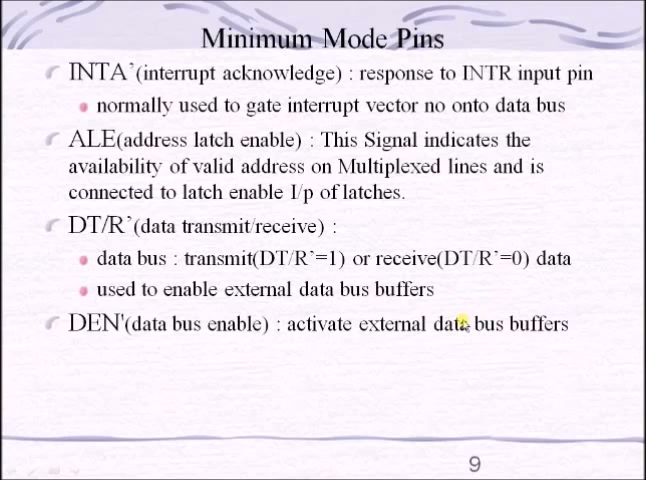 Minimum Mode Pins
INTA’(interrupt acknowledge) : response to INTR input pin
normally used to gate interrupt vector no onto data bus
ALE(address latch enable) : This Signal indicates the
availability of valid address on Multiplexed lines and is
connected to latch enable I/p of latches.
DT/R’(data transmit/receive) :
data bus : transmit(DT/R’=1) or receive(DT/R’=0) data
used to enable external data bus buffers
DEN'(data bus enable) : activate external data bus buffers
9